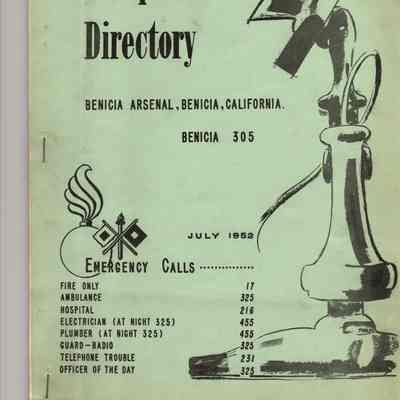 Directory
BENICIA ARSENAL, BENICIA, CALIFORNIA.
BENICIA 305
JULY 1952
EMERGENCY CALLS ..............
FIRE ONLY 17
AMBULANCE 325
HOSPITAL 216
ELECTRICIAN (AT NIGHT 325) 455
PLUMBER (AT NIGHT 325) 455
GUARD-RADIO 325
TELEPHONE TROUBLE 231
OFFICER OF THE DAY 325